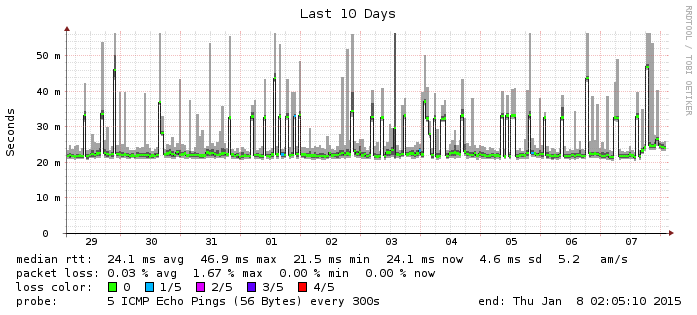 Last 10 Days
RRDTOOL / TOBI OETIKER
Seconds
50 m
40 m
30 m
20 m
10 m
0
29 30 31 01 02 03 04 05 06 07
median rtt: 24.1 ms avg 46.9 ms max 21.5 ms min 24.1 ms now 4.6 ms sd 5.2 am/s
packet loss: 0.03 % avg 1.67 % max 0.00 % min 0.00 % now
loss color: 0 1/5 2/5 3/5 4/5
probe: 5 ICMP Echo Pings (56 Bytes) every 300s end: Thu Jan 8 02:05:10 2015